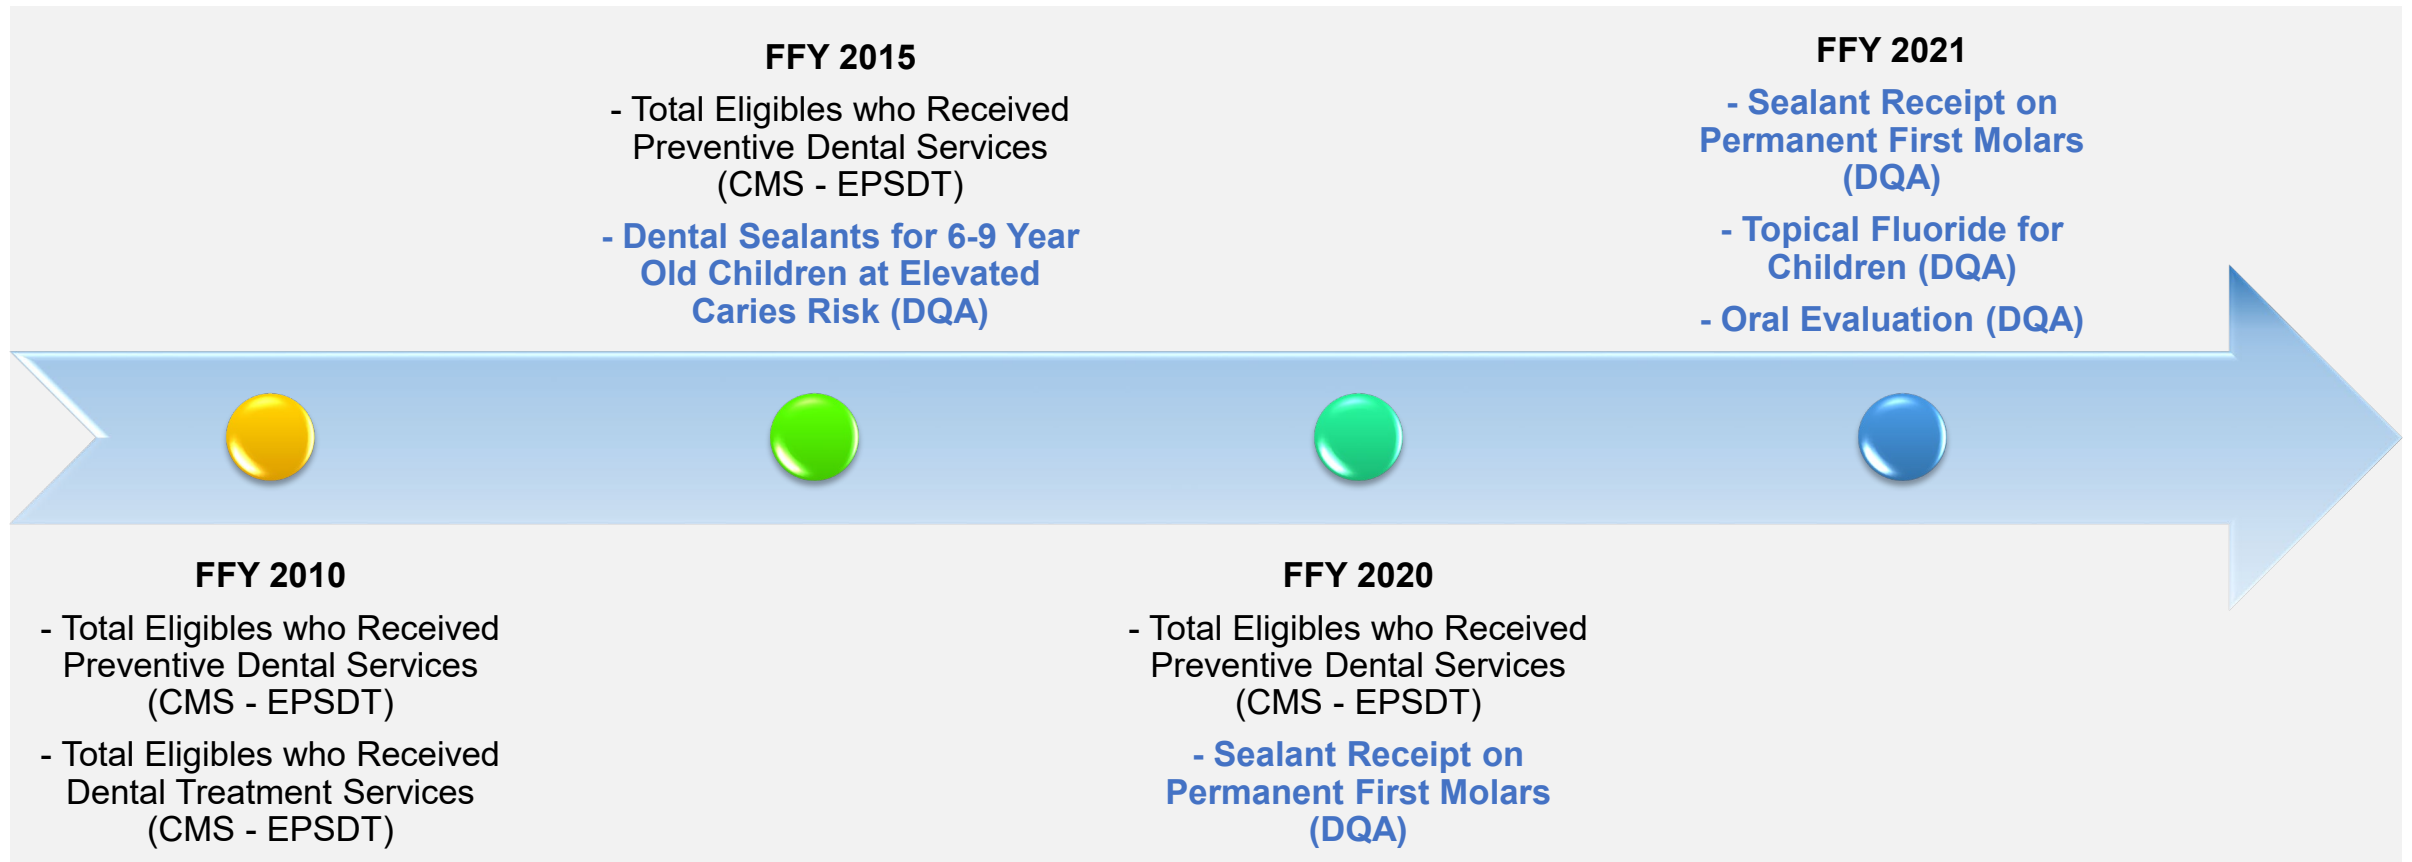 FFY 2015
- Total Eligibles who Received
Preventive Dental Services
(CMS - EPSDT)
- Dental Sealants for 6-9 Year
Old Children at Elevated
Caries Risk (DQA)
FFY 2021
- Sealant Receipt on
Permanent First Molars
(DQA)
- Topical Fluoride for
Children (DQA)
- Oral Evaluation (DQA)
FFY 2010
- Total Eligibles who Received
Preventive Dental Services
(CMS - EPSDT)
- Total Eligibles who Received
Dental Treatment Services
(CMS - EPSDT)
FFY 2020
- Total Eligibles who Received
Preventive Dental Services
(CMS - EPSDT)
- Sealant Receipt on
Permanent First Molars
(DQA)